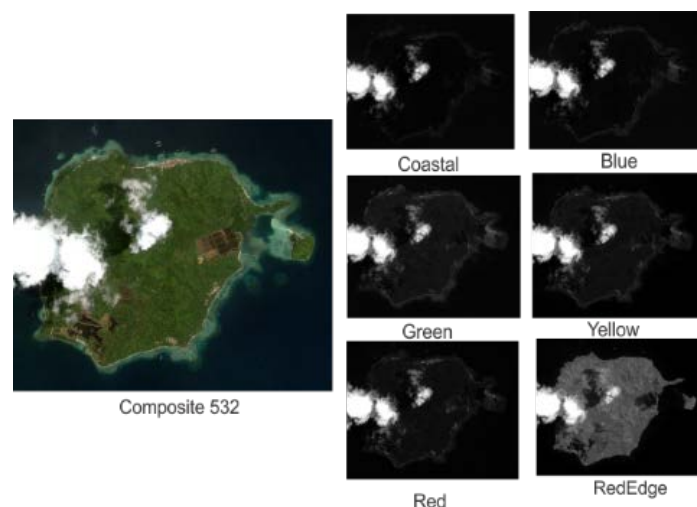 Coastal
Blue
Green
Yellow
Composite 532
Red
RedEdge